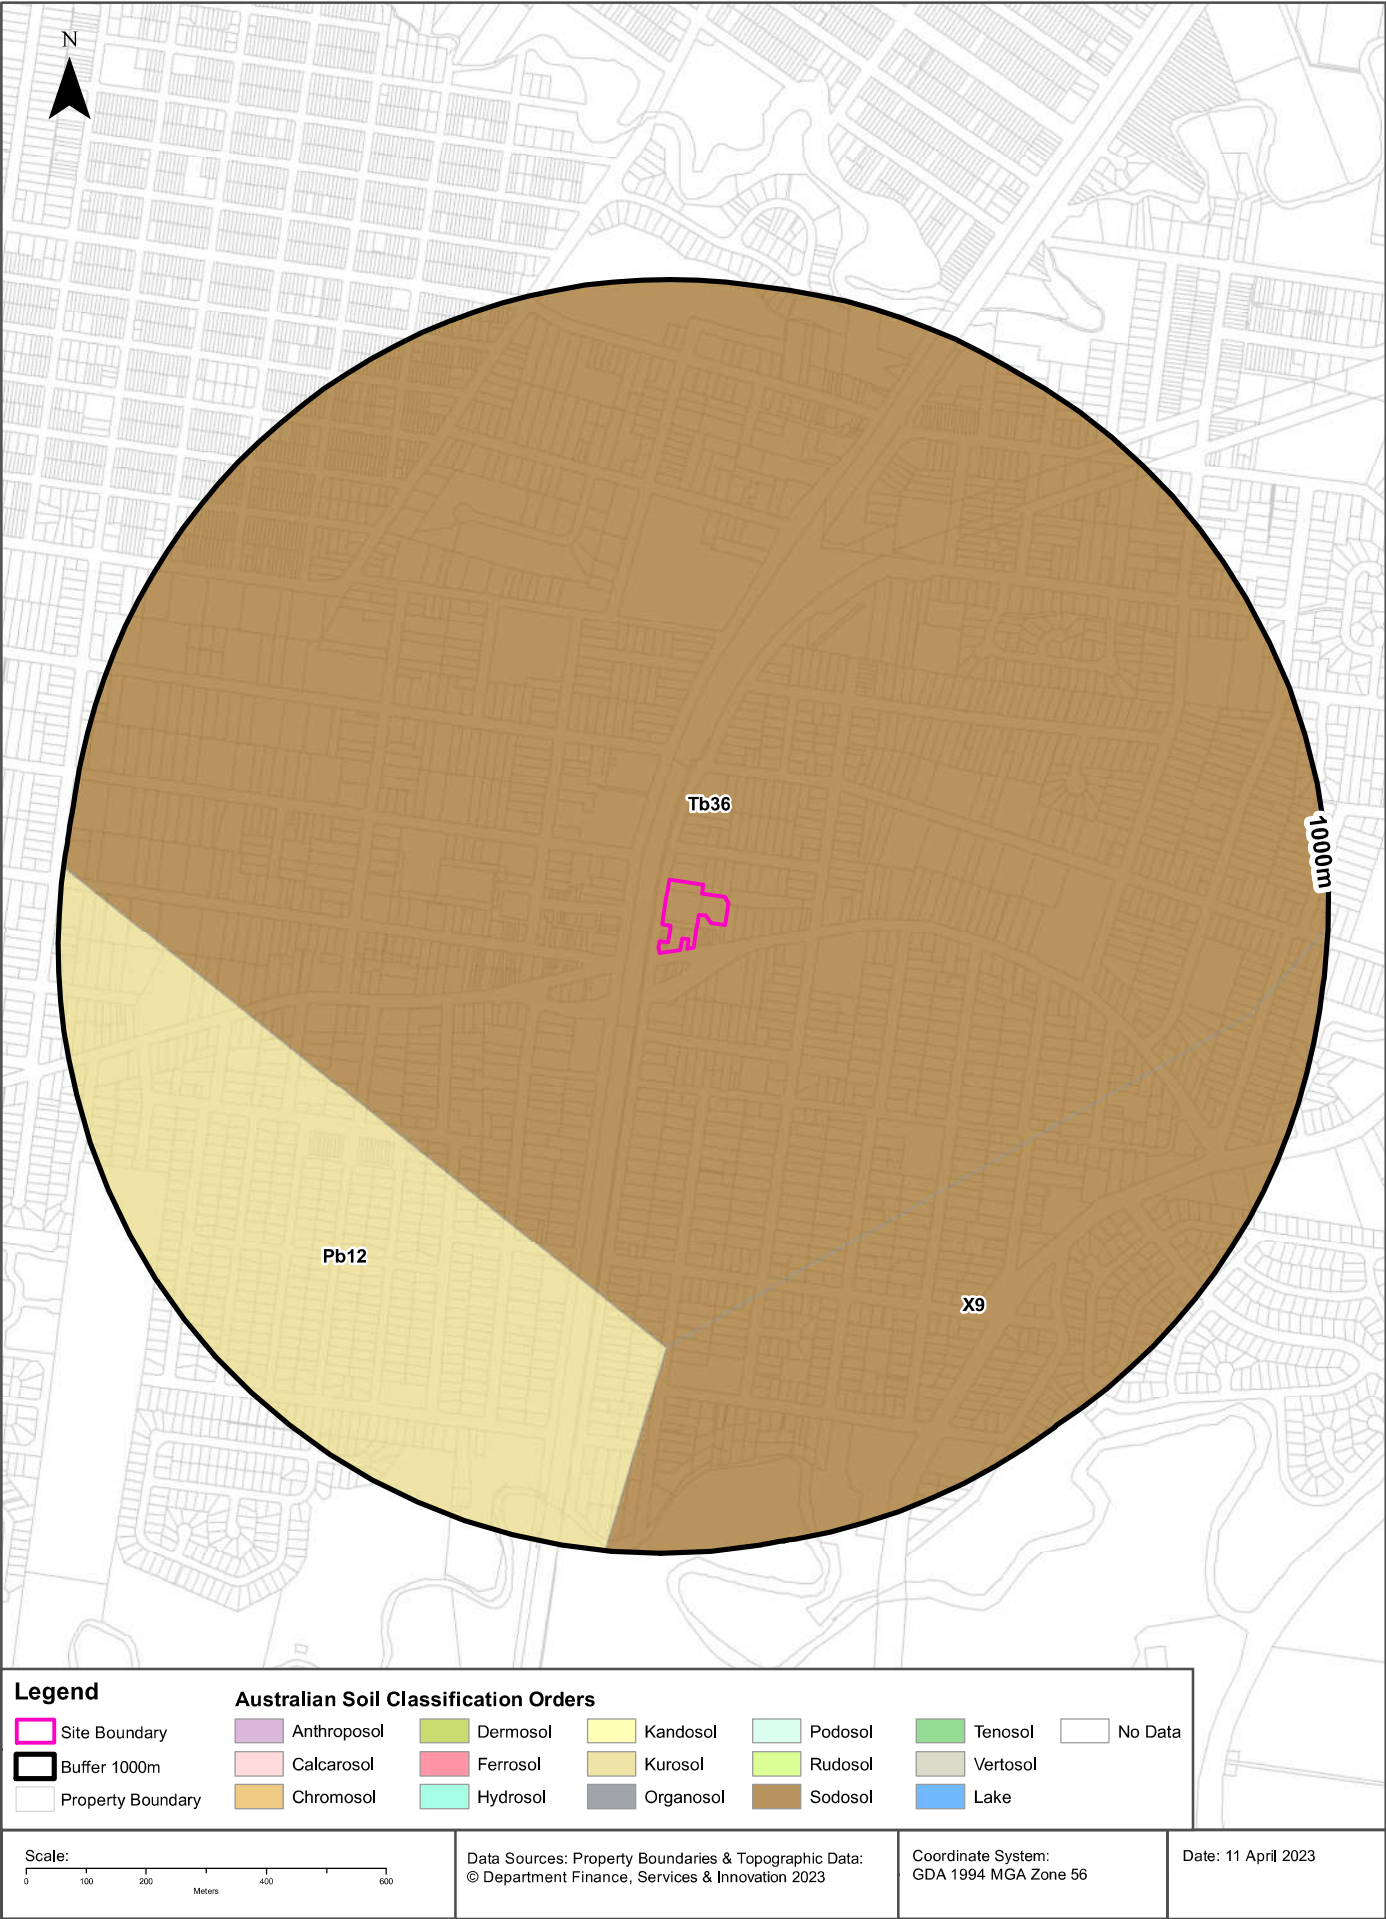 N
Tb36
1000m
Pb12
X9
Legend
Site Boundary
Buffer 1000m
Property Boundary
Australian Soil Classification Orders
Anthroposol
Calcarosol
Chromosol
Dermosol
Ferrosol
Hydrosol
Kandosol
Kurosol
Organosol
Podosol
Rudosol
Sodosol
Tenosol
Vertosol
Lake
No Data
Scale:
0 100 200 400 600
Meters
Data Sources: Property Boundaries & Topographic Data:
© Department Finance, Services & Innovation 2023
Coordinate System:
GDA 1994 MGA Zone 56
Date: 11 April 2023